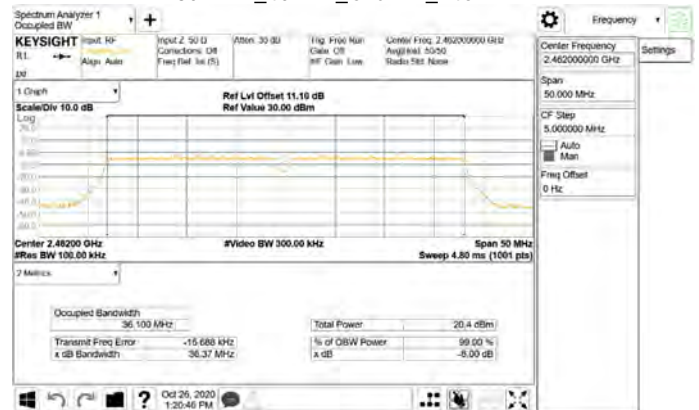 Spectrum Analyzer 1
Occupied BW
Frequency
KEYSIGHT
Input: RF
Input Z: 50 Ω
Atten: 30 dB
Trig: Free Run
Center Freq: 2.462000000 GHz
Corrections: Off
Gate: Off
Avg|Hold: 50/50
Align: Auto
Freq Ref: Int (S)
#IF Gain: Low
Radio Std: None
Center Frequency
2.462000000 GHz
Settings
Span
50.000 MHz
CF Step
5.000000 MHz
Auto
Man
Freq Offset
0 Hz
1 Graph
Ref Lvl Offset 11.10 dB
Scale/Div 10.0 dB
Ref Value 30.00 dBm
Log
Center 2.46200 GHz
#Video BW 300.00 kHz
Span 50 MHz
#Res BW 100.00 kHz
Sweep 4.80 ms (1001 pts)
2 Metrics
Occupied Bandwidth
36.100 MHz
Total Power
20.4 dBm
Transmit Freq Error
-15.688 kHz
% of OBW Power
99.00 %
x dB Bandwidth
36.37 MHz
x dB
-6.00 dB
?
Oct 26, 2020
1:20:46 PM